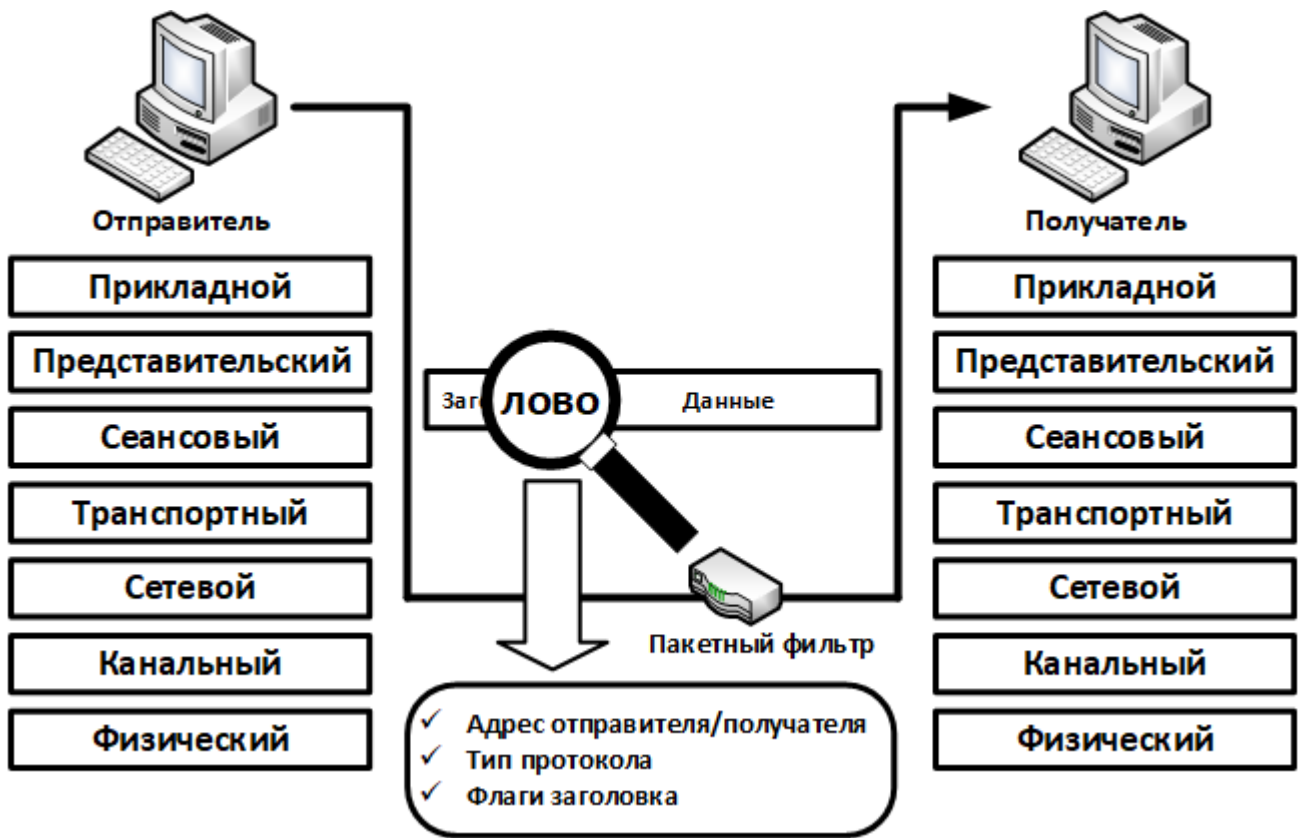 Отправитель
Прикладной
Представительский
Сеансовый
Транспортный
Сетевой
Канальный
Физический
Заг ЛОВО Данные
Пакетный фильтр
✓ Адрес отправителя/получателя
✓ Тип протокола
✓ Флаги заголовка
Получатель
Прикладной
Представительский
Сеансовый
Транспортный
Сетевой
Канальный
Физический